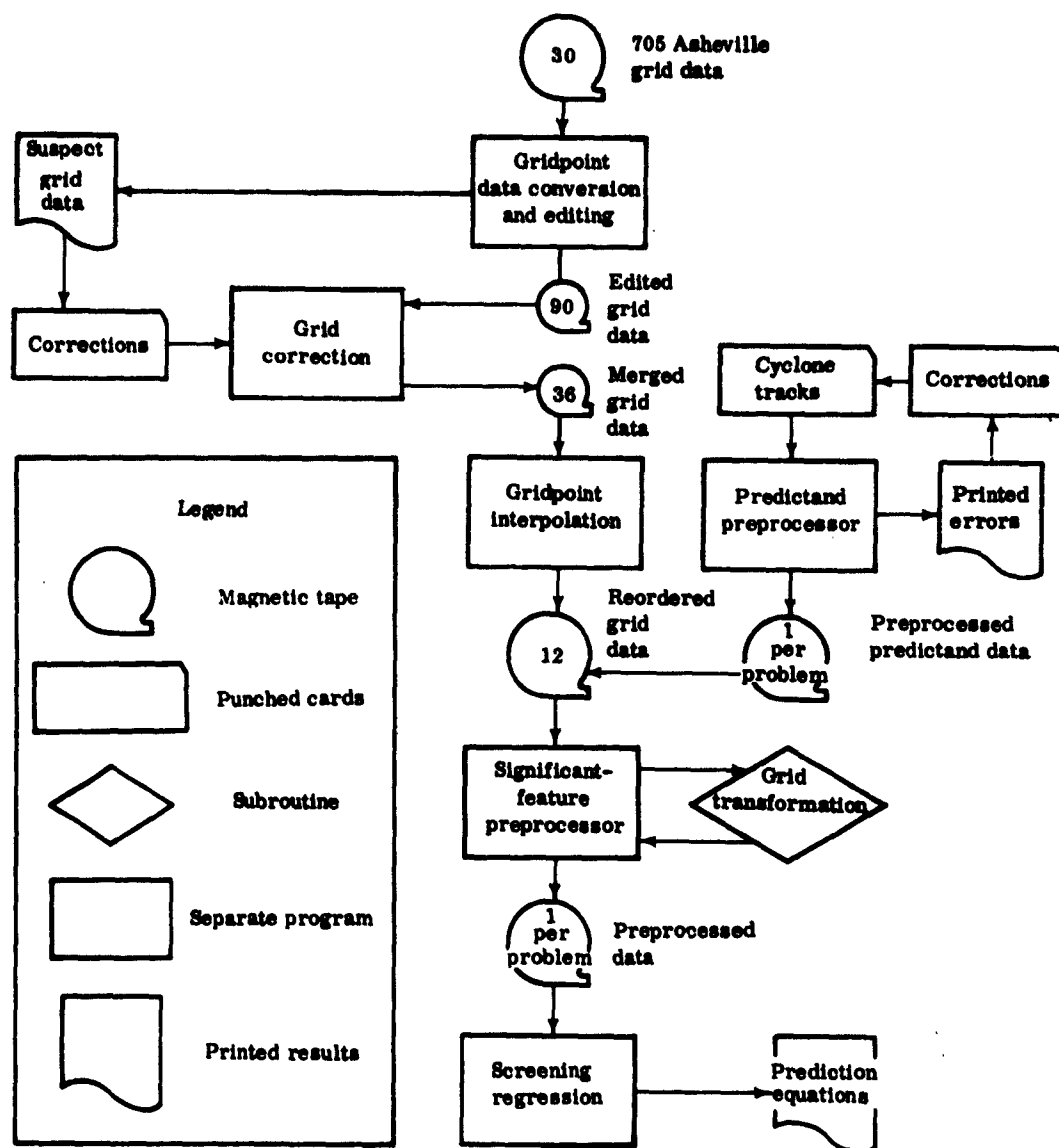 30
705 Asheville
grid data
Suspect
grid
data
Gridpoint
data conversion
and editing
Corrections
Grid
correction
90
Edited
grid
data
36
Merged
grid
data
Cyclone
tracks
Corrections
Gridpoint
interpolation
Predictand
preprocessor
Printed
errors
Reordered
grid
data
12
1
per
problem
Preprocessed
predictand data
Significant-
feature
preprocessor
Grid
transformation
1
per
problem
Preprocessed
data
Screening
regression
Prediction
equations
Legend
Magnetic tape
Punched cards
Subroutine
Separate program
Printed results